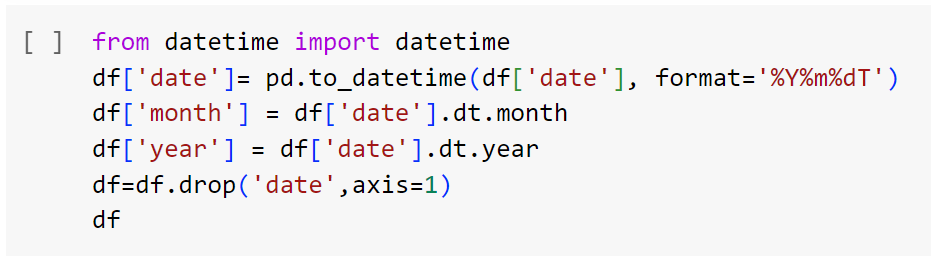 [ ] from datetime import datetime
df['date']= pd.to_datetime(df['date'], format='%Y%m%dT')
df['month'] = df['date'].dt.month
df['year'] = df['date'].dt.year
df=df.drop('date',axis=1)
df